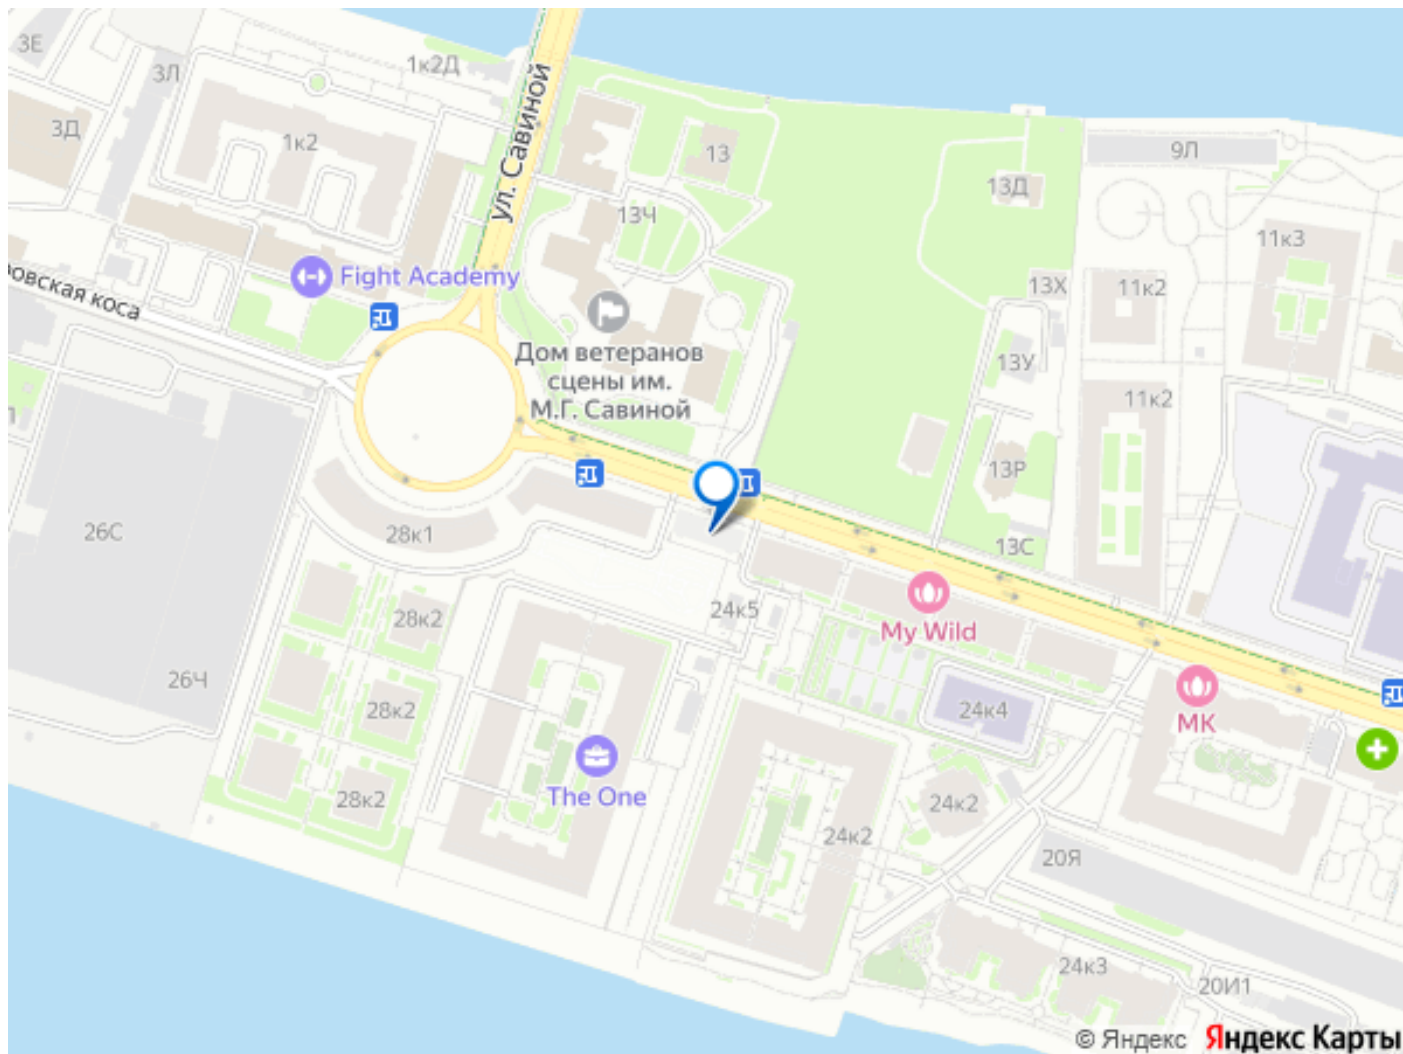 3Е
3Л
1к2Д
3Д
1к2
ул. Савиной
13
9Л
13Д
13Ч
11к3
Fight Academy
13Х
11к2
коса
Дом ветеранов
сцены им.
М.Г. Савиной
13У
11к2
13Р
26С
28к1
13С
24к5
28к2
My Wild
26Ч
28к2
24к4
МК
28к2
The One
24к2
24к2
20Я
24к3
20И1
© Яндекс Яндекс Карты